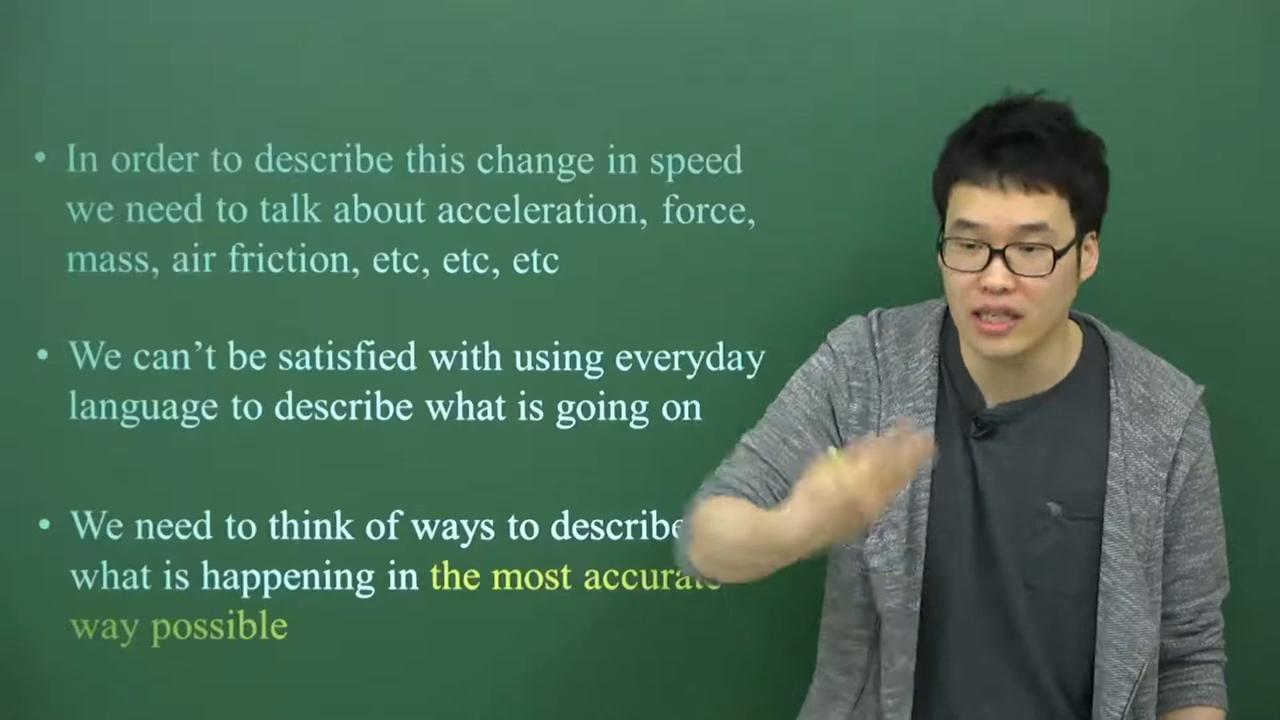 • In order to describe this change in speed
we need to talk about acceleration, force,
mass, air friction, etc, etc, etc
• We can't be satisfied with using everyday
language to describe what is going on
• We need to think of ways to describe
what is happening in the most accurate
way possible